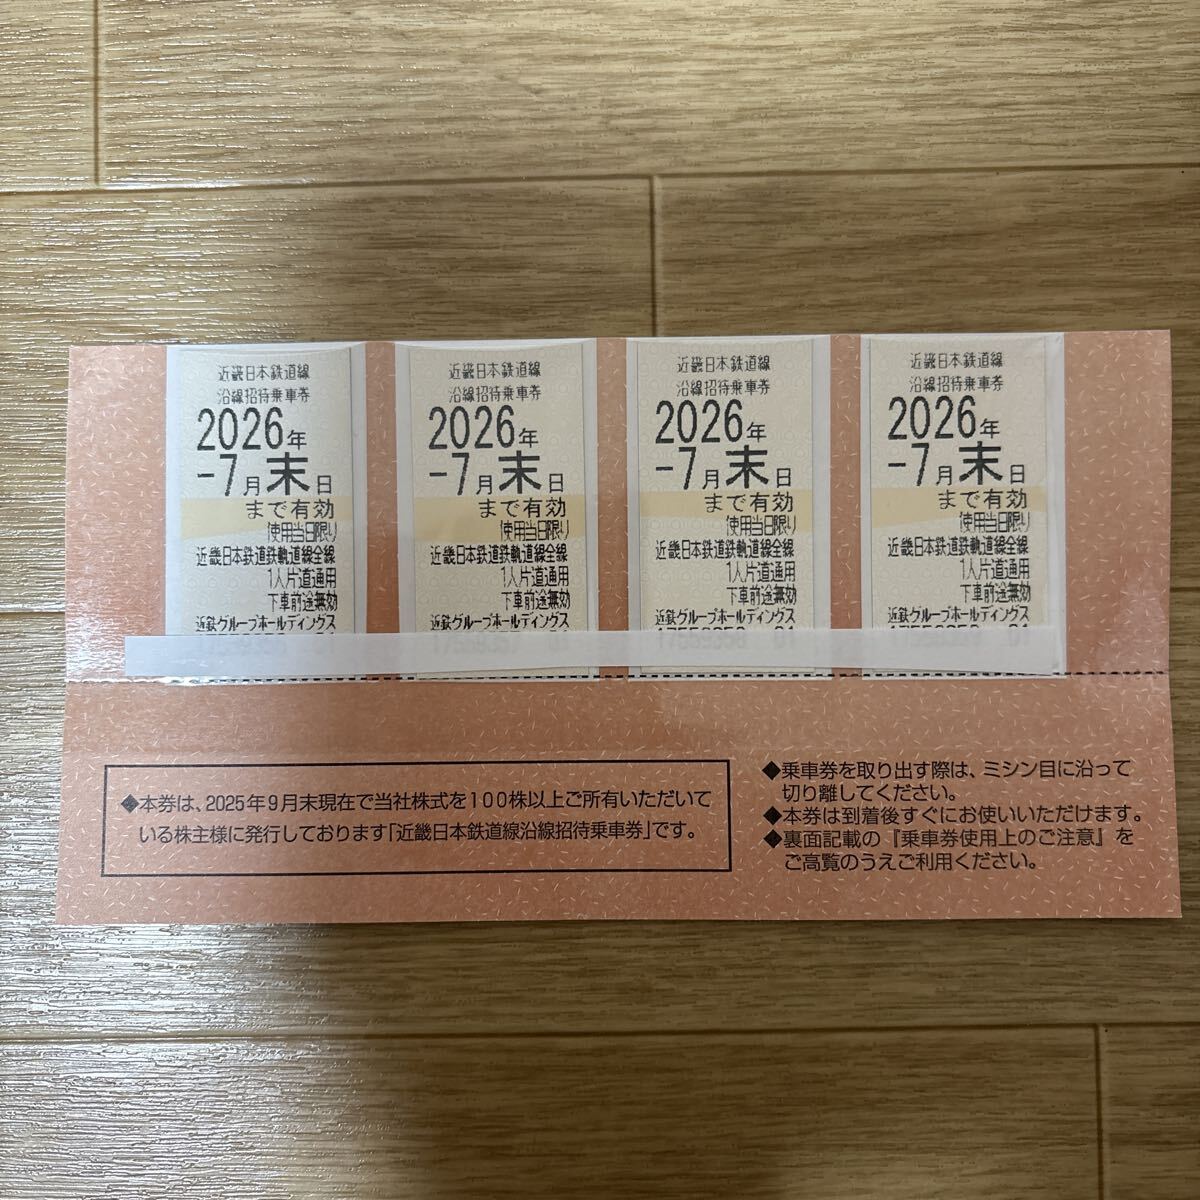 近畿日本鉄道線
沿線招待乗車券
2026年
-7月末日
まで有効
使用当日限り
近畿日本鉄道鉄軌道線全線
1人片道通用
下車前途無効
近鉄グループホールディングス
近畿日本鉄道線
沿線招待乗車券
2026年
-7月末日
まで有効
使用当日限り
近畿日本鉄道鉄軌道線全線
1人片道通用
下車前途無効
近鉄グループホールディングス
近畿日本鉄道線
沿線招待乗車券
2026年
-7月末日
まで有効
使用当日限り
近畿日本鉄道鉄軌道線全線
1人片道通用
下車前途無効
近鉄グループホールディングス
近畿日本鉄道線
沿線招待乗車券
2026年
-7月末日
まで有効
使用当日限り
近畿日本鉄道鉄軌道線全線
1人片道通用
下車前途無効
近鉄グループホールディングス
◆本券は、2025年9月末現在で当社株式を100株以上ご所有いただいて
いる株主様に発行しております「近畿日本鉄道線沿線招待乗車券」です。
◆乗車券を取り出す際は、ミシン目に沿って
切り離してください。
◆本券は到着後すぐにお使いいただけます。
◆裏面記載の『乗車券使用上のご注意』を
ご高覧のうえご利用ください。